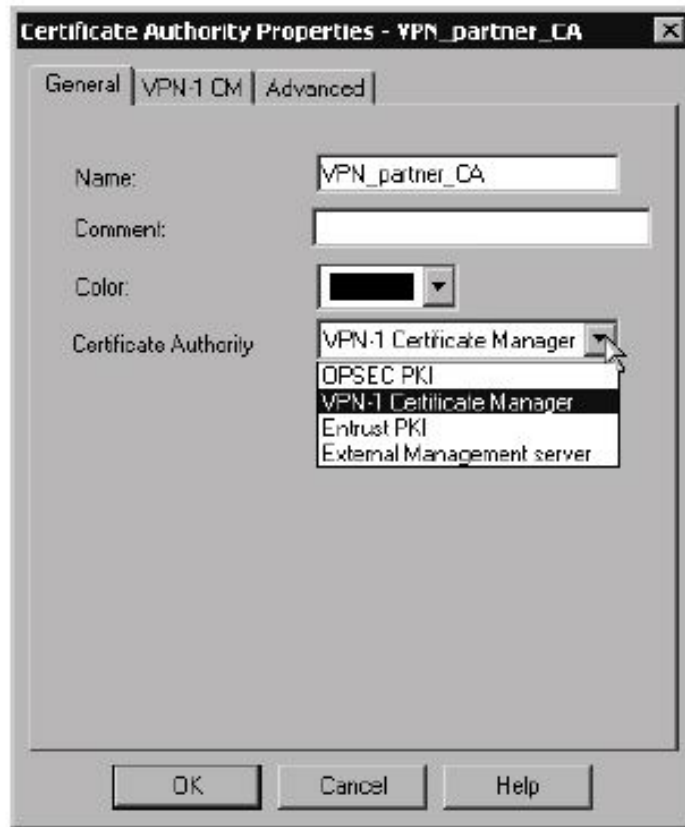 Certificate Authority Properties - VPN_partner_CA
General VPN-1 CM Advanced
Name: VPN_partner_CA
Comment:
Color:
Certificate Authority VPN-1 Certificate Manager
OPSEC PKI
VPN-1 Certificate Manager
Entrust PKI
External Management server
OK Cancel Help